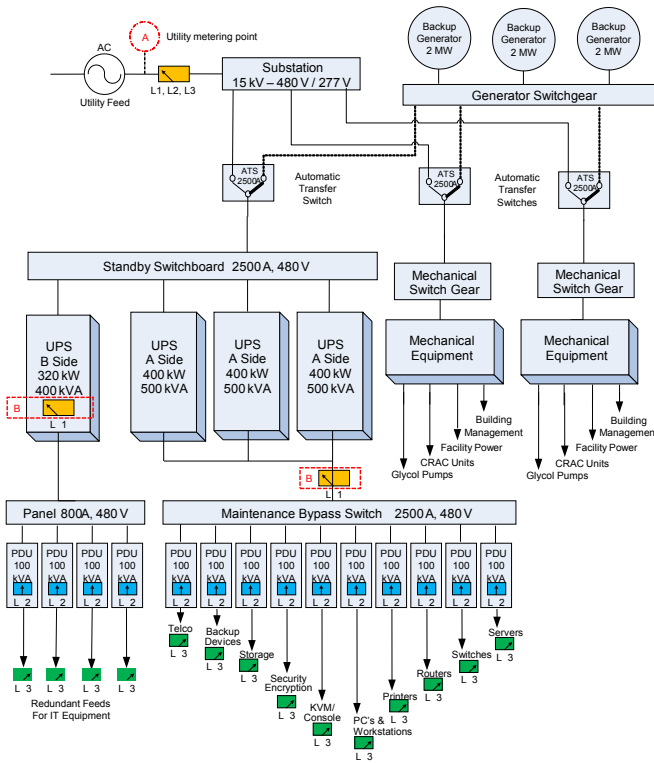 AC
A
Utility metering point
Utility Feed
L1, L2, L3
Substation
15 kV – 480 V / 277 V
Backup
Generator
2 MW
Backup
Generator
2 MW
Backup
Generator
2 MW
Generator Switchgear
ATS
2500A
Automatic
Transfer
Switch
ATS
2500A
Automatic
Transfer
Switches
ATS
2500A
Standby Switchboard 2500 A, 480 V
Mechanical
Switch Gear
Mechanical
Switch Gear
UPS
B Side
320 kW
400 kVA
B
L 1
UPS
A Side
400 kW
500 kVA
UPS
A Side
400 kW
500 kVA
UPS
A Side
400 kW
500 kVA
Mechanical
Equipment
Mechanical
Equipment
Building
Management
Facility Power
CRAC Units
Glycol Pumps
Building
Management
Facility Power
CRAC Units
Glycol Pumps
B
L 1
Panel 800A, 480 V
Maintenance Bypass Switch 2500 A, 480 V
PDU
100
kVA
L 2
PDU
100
kVA
L 2
PDU
100
kVA
L 2
PDU
100
kVA
L 2
PDU
100
kVA
L 2
PDU
100
kVA
L 2
PDU
100
kVA
L 2
PDU
100
kVA
L 2
PDU
100
kVA
L 2
PDU
100
kVA
L 2
PDU
100
kVA
L 2
PDU
100
kVA
L 2
PDU
100
kVA
L 2
PDU
100
kVA
L 2
L 3
L 3
L 3
L 3
Redundant Feeds
For IT Equipment
Telco
L 3
Backup
Devices
L 3
Storage
L 3
Security
Encryption
L 3
KVM/
Console
L 3
PC's &
Workstations
L 3
Printers
L 3
Routers
L 3
Switches
L 3
Servers
L 3